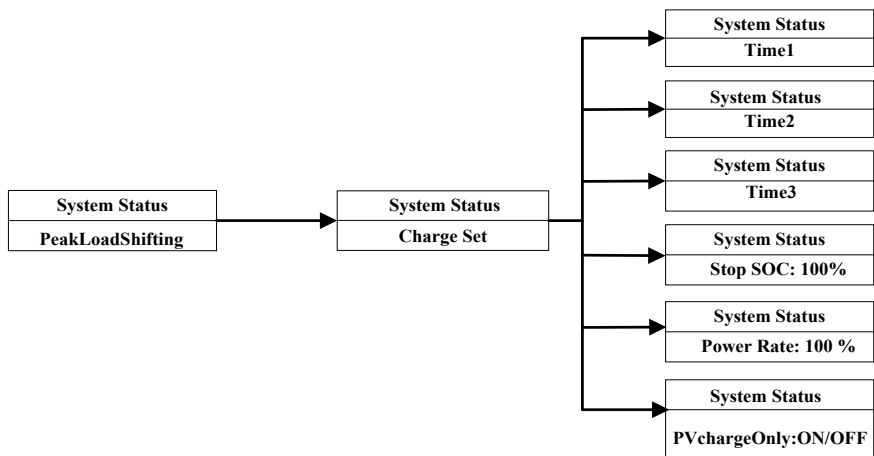 System Status
PeakLoadShifting
System Status
Charge Set
System Status
Time1
System Status
Time2
System Status
Time3
System Status
Stop SOC: 100%
System Status
Power Rate: 100 %
System Status
PVchargeOnly:ON/OFF